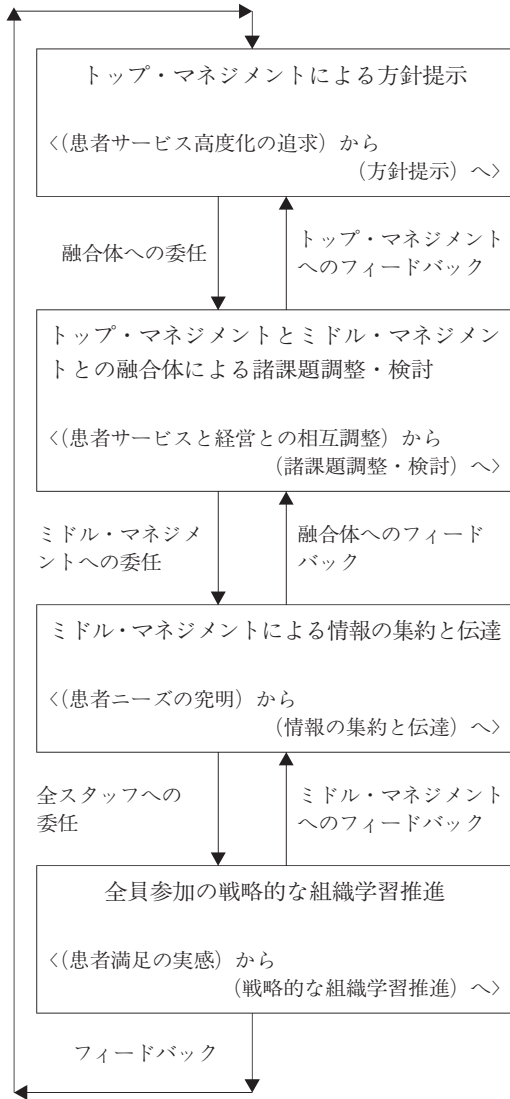 トップ・マネジメントによる方針提示
〈(患者サービス高度化の追求) から
(方針提示) へ〉
融合体への委任
トップ・マネジメント
へのフィードバック
トップ・マネジメントとミドル・マネジメン
トとの融合体による諸課題調整・検討
〈(患者サービスと経営との相互調整) から
(諸課題調整・検討) へ〉
ミドル・マネジメ
ントへの委任
融合体へのフィード
バック
ミドル・マネジメントによる情報の集約と伝達
〈(患者ニーズの究明) から
(情報の集約と伝達) へ〉
全スタッフへの
委任
ミドル・マネジメント
へのフィードバック
全員参加の戦略的な組織学習推進
〈(患者満足の実感) から
(戦略的な組織学習推進) へ〉
フィードバック